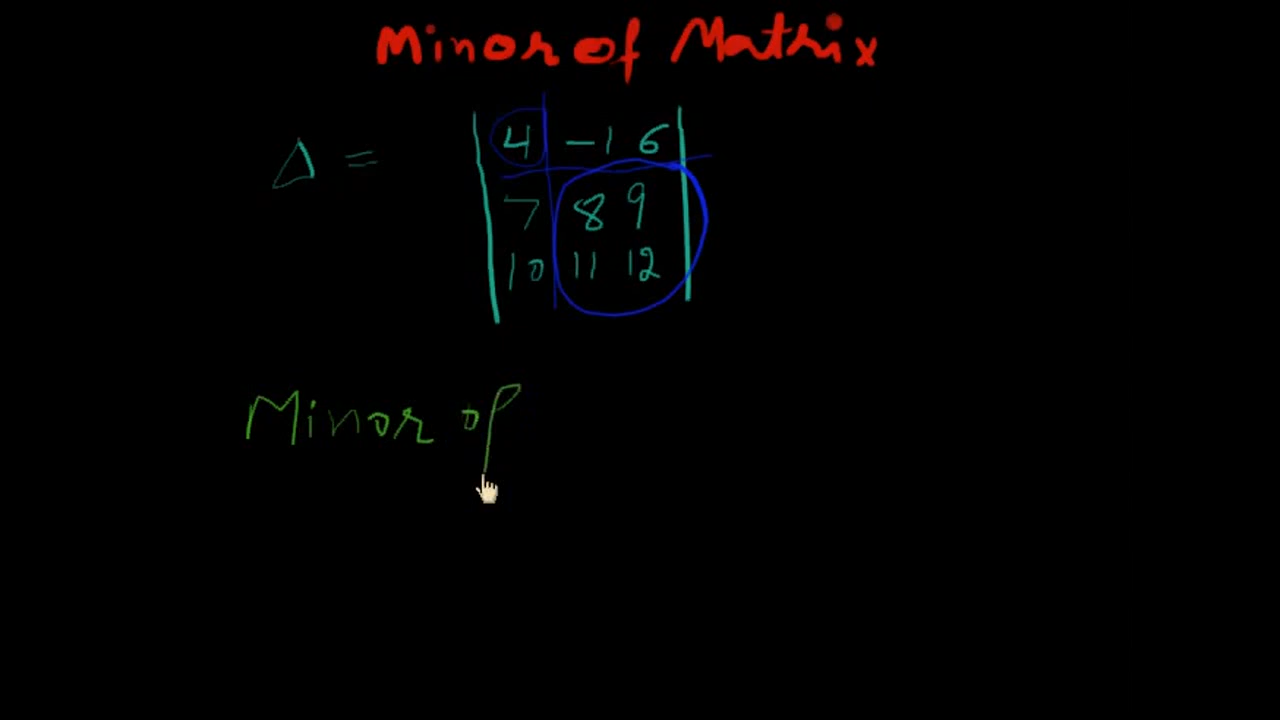 Minor of Matrix
Δ = | 4 -1 6 |
| 7 8 9 |
| 10 11 12 |
Minor of